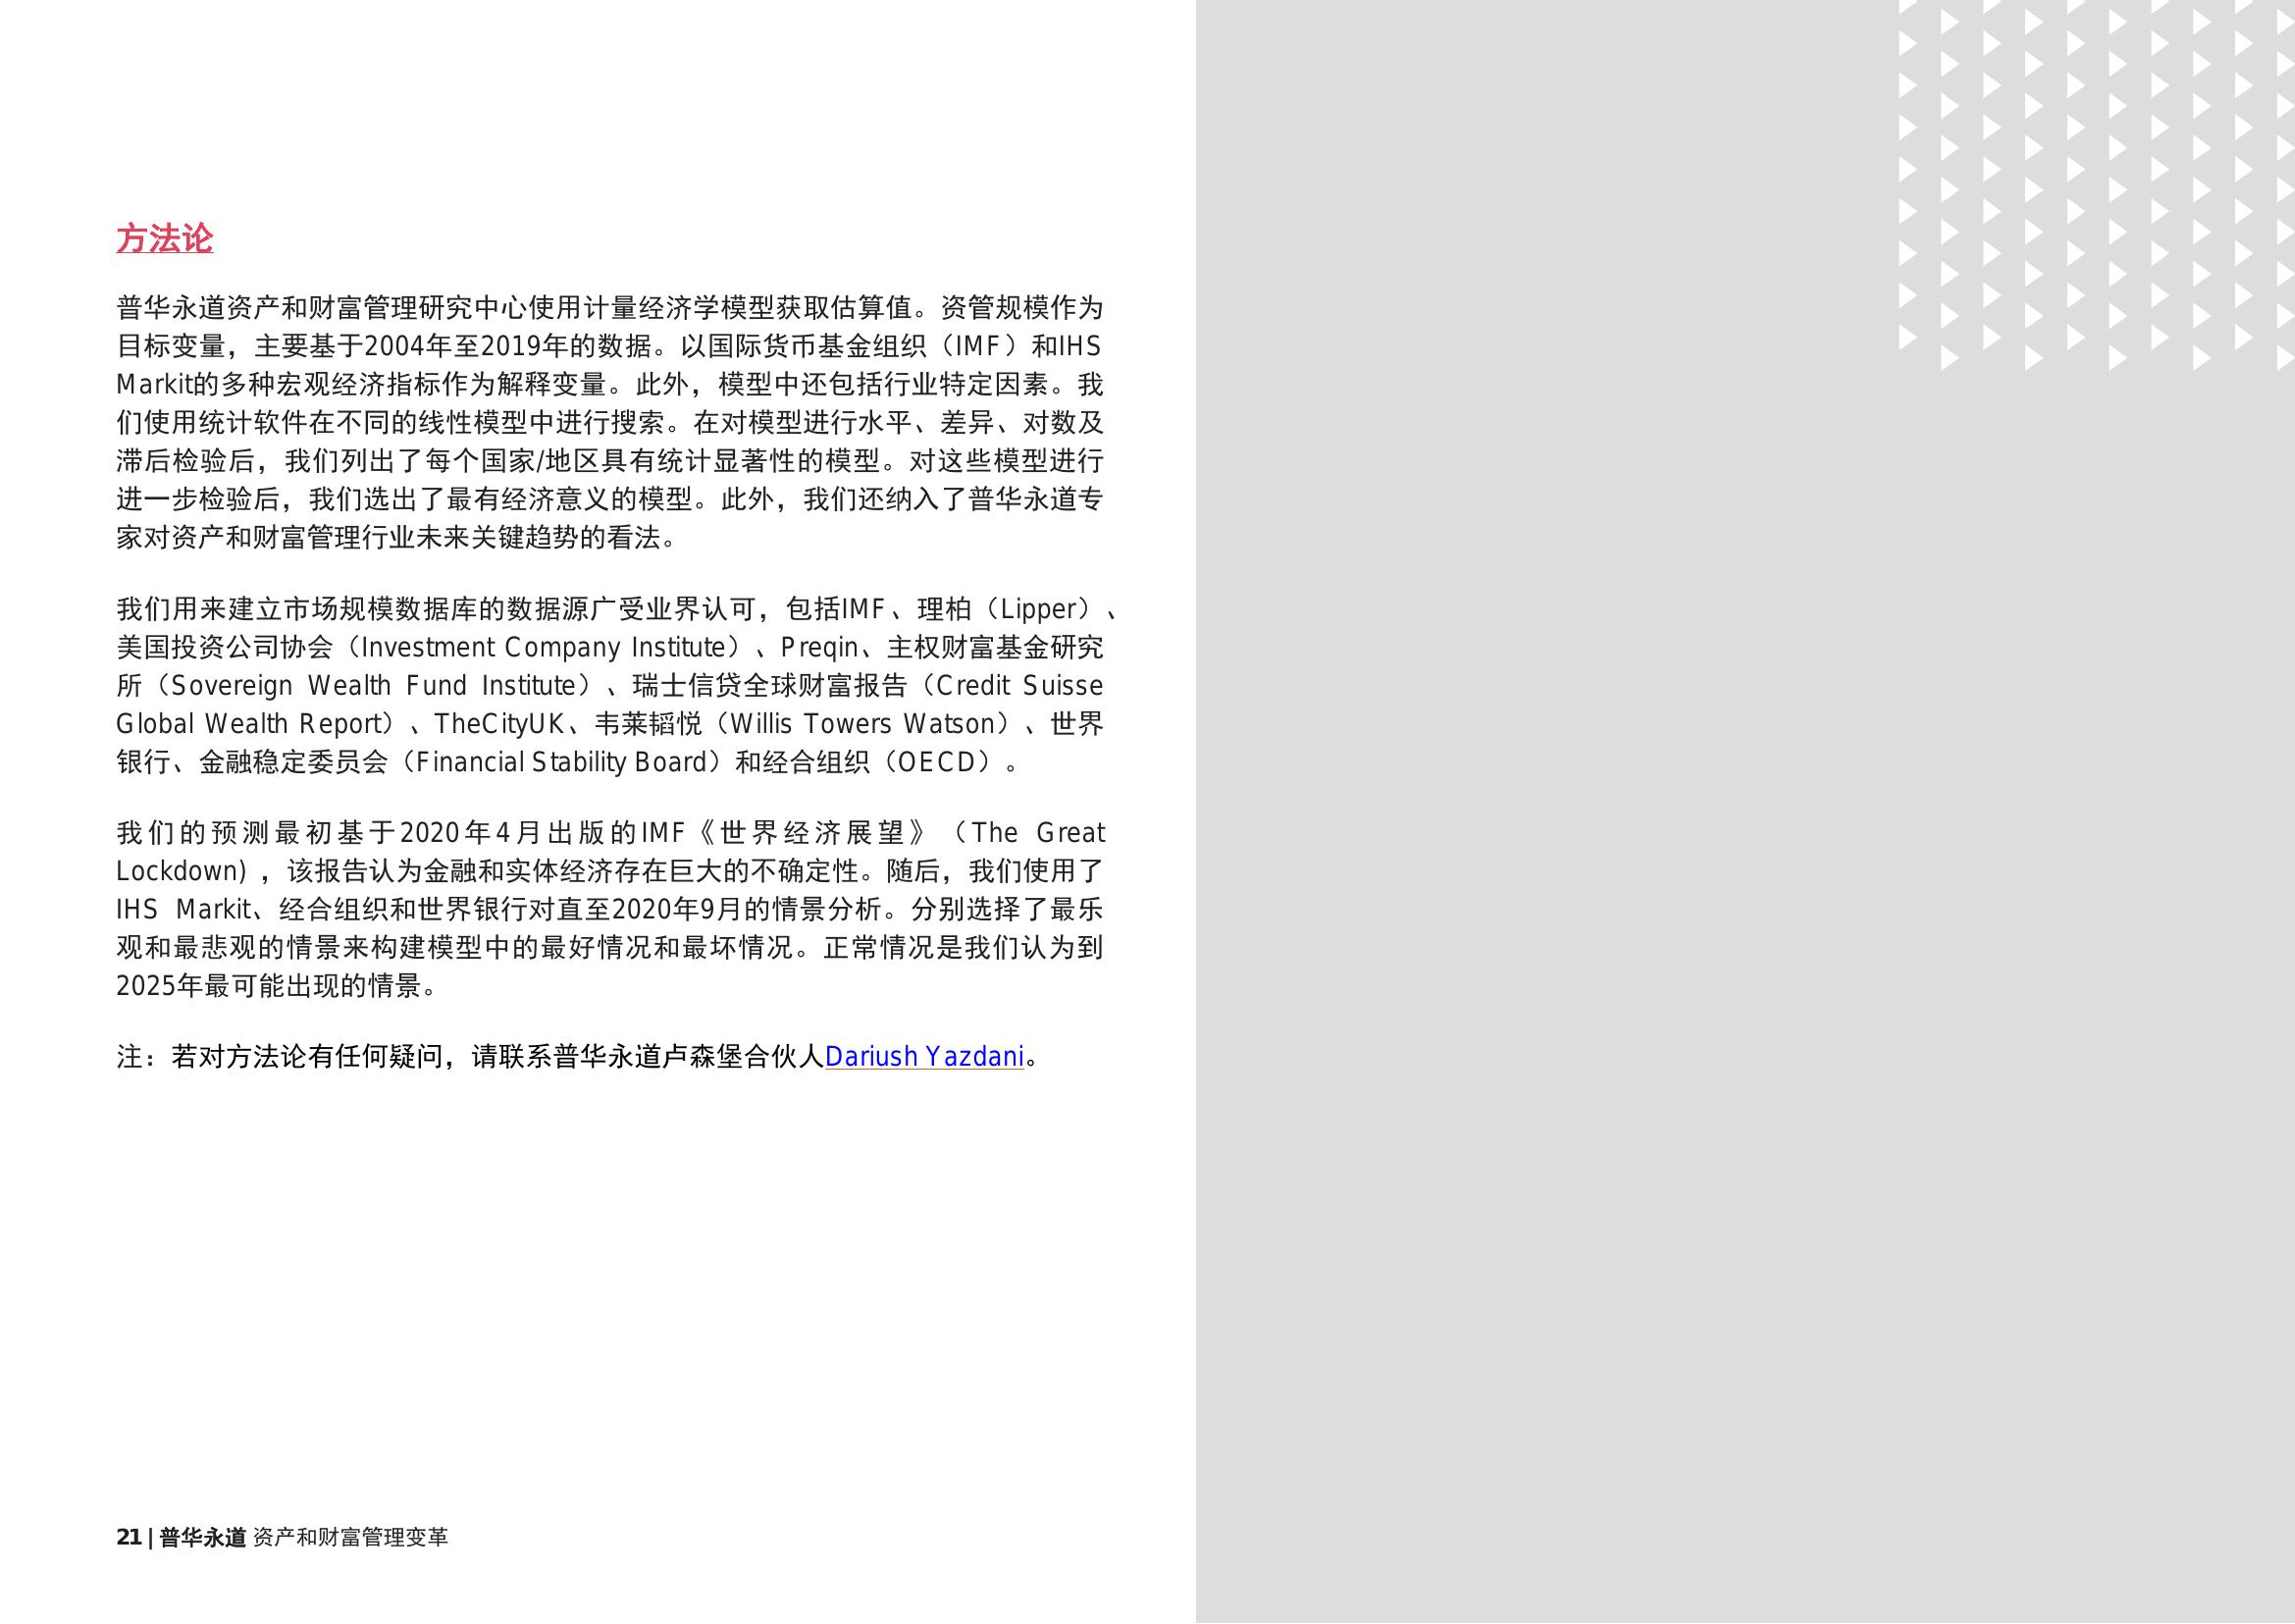 方法论
普华永道资产和财富管理研究中心使用计量经济学模型获取估算值。资管规模作为
目标变量，主要基于2004年至2019年的数据。以国际货币基金组织（IMF）和IHS
Markit的多种宏观经济指标作为解释变量。此外，模型中还包括行业特定因素。我
们使用统计软件在不同的线性模型中进行搜索。在对模型进行水平、差异、对数及
滞后检验后，我们列出了每个国家/地区具有统计显著性的模型。对这些模型进行
进一步检验后，我们选出了最有经济意义的模型。此外，我们还纳入了普华永道专
家对资产和财富管理行业未来关键趋势的看法。
我们用来建立市场规模数据库的数据源广受业界认可，包括IMF、理柏（Lipper）、
美国投资公司协会（Investment Company Institute）、Preqin、主权财富基金研究
所（Sovereign Wealth Fund Institute）、瑞士信贷全球财富报告（Credit Suisse
Global Wealth Report）、TheCityUK、韦莱韬悦（Willis Towers Watson）、世界
银行、金融稳定委员会（Financial Stability Board）和经合组织（OECD）。
我们的预测最初基于2020年4月出版的IMF《世界经济展望》（The Great
Lockdown)，该报告认为金融和实体经济存在巨大的不确定性。随后，我们使用了
IHS Markit、经合组织和世界银行对直至2020年9月的情景分析。分别选择了最乐
观和最悲观的情景来构建模型中的最好情况和最坏情况。正常情况是我们认为到
2025年最可能出现的情景。
注：若对方法论有任何疑问，请联系普华永道卢森堡合伙人Dariush Yazdani。
21 | 普华永道 资产和财富管理变革